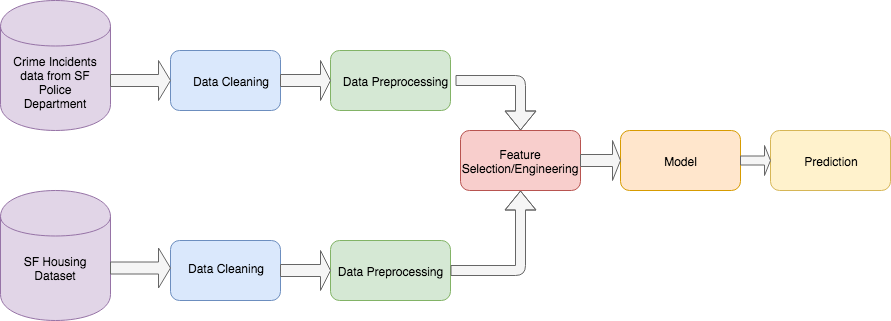 Crime Incidents
data from SF
Police
Department
Data Cleaning
Data Preprocessing
Feature
Selection/Engineering
Model
Prediction
SF Housing
Dataset
Data Cleaning
Data Preprocessing